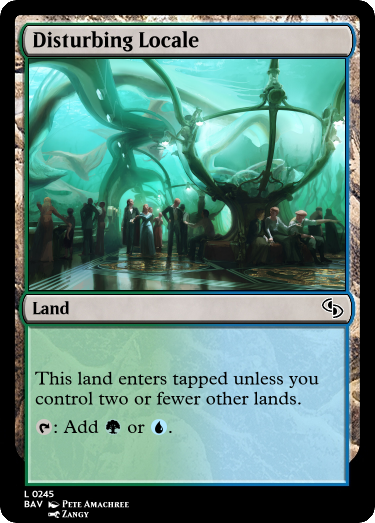 Disturbing Locale
Land
This land enters tapped unless you
control two or fewer other lands.
: Add or .
L 0245
BAV Pete Amachree
Zangy